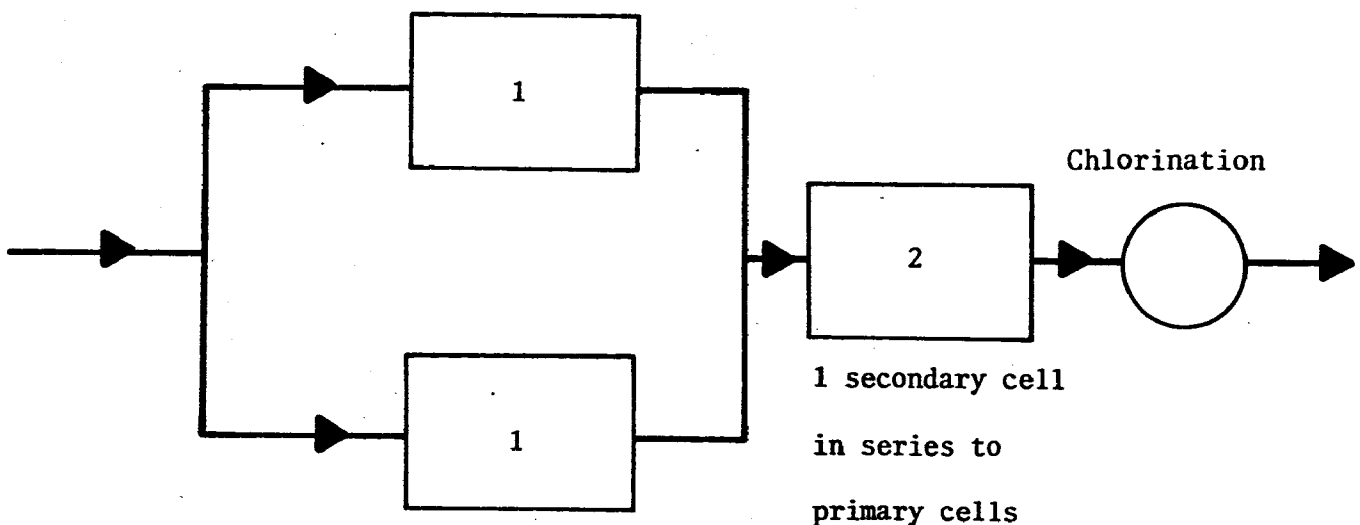 1
Chlorination
2
1 secondary cell
in series to
primary cells
1